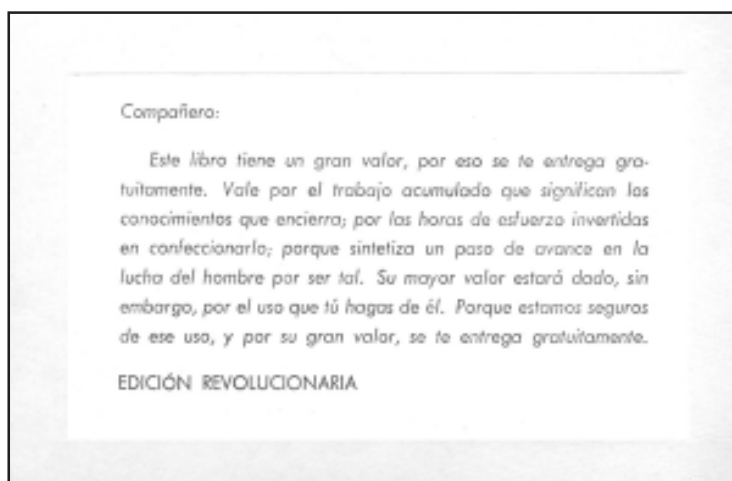 Compañero:
Este libro tiene un gran valor, por eso se te entrega gra-
tuitamente. Vale por el trabajo acumulado que significan los
conocimientos que encierra; por las horas de esfuerzo invertidas
en confeccionarlo; porque sintetiza un paso de avance en la
lucha del hombre por ser tal. Su mayor valor estará dado, sin
embargo, por el uso que tú hagas de él. Porque estamos seguros
de ese uso, y por su gran valor, se te entrega gratuitamente.
EDICIÓN REVOLUCIONARIA